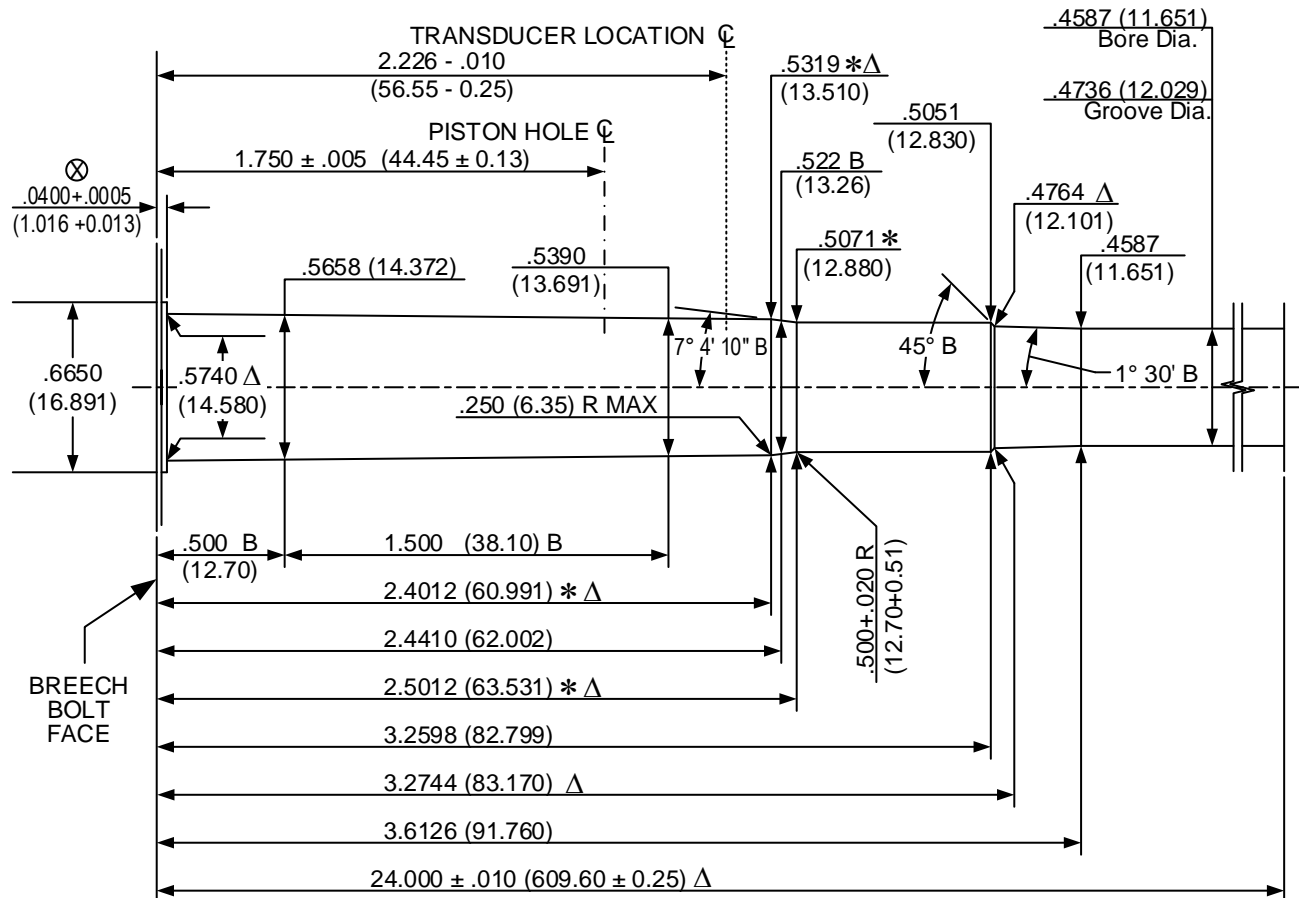 TRANSDUCER LOCATION ℄
2.226 - .010
(56.55 - 0.25)
.4587 (11.651)
Bore Dia.
.5319 * Δ
(13.510)
.4736 (12.029)
Groove Dia.
.5051
(12.830)
PISTON HOLE ℄
1.750 ± .005 (44.45 ± 0.13)
⊗
.0400+.0005
(1.016 +0.013)
.522 B
(13.26)
.4764 Δ
(12.101)
.5071 *
(12.880)
.4587
(11.651)
.5658 (14.372)
.5390
(13.691)
7° 4' 10" B
45° B
1° 30' B
.6650
(16.891)
.5740 Δ
(14.580)
.250 (6.35) R MAX
.500 B
(12.70)
1.500 (38.10) B
.500+.020 R
(12.70+0.51)
2.4012 (60.991) * Δ
2.4410 (62.002)
BREECH
BOLT
FACE
2.5012 (63.531) * Δ
3.2598 (82.799)
3.2744 (83.170) Δ
3.6126 (91.760)
24.000 ± .010 (609.60 ± 0.25) Δ